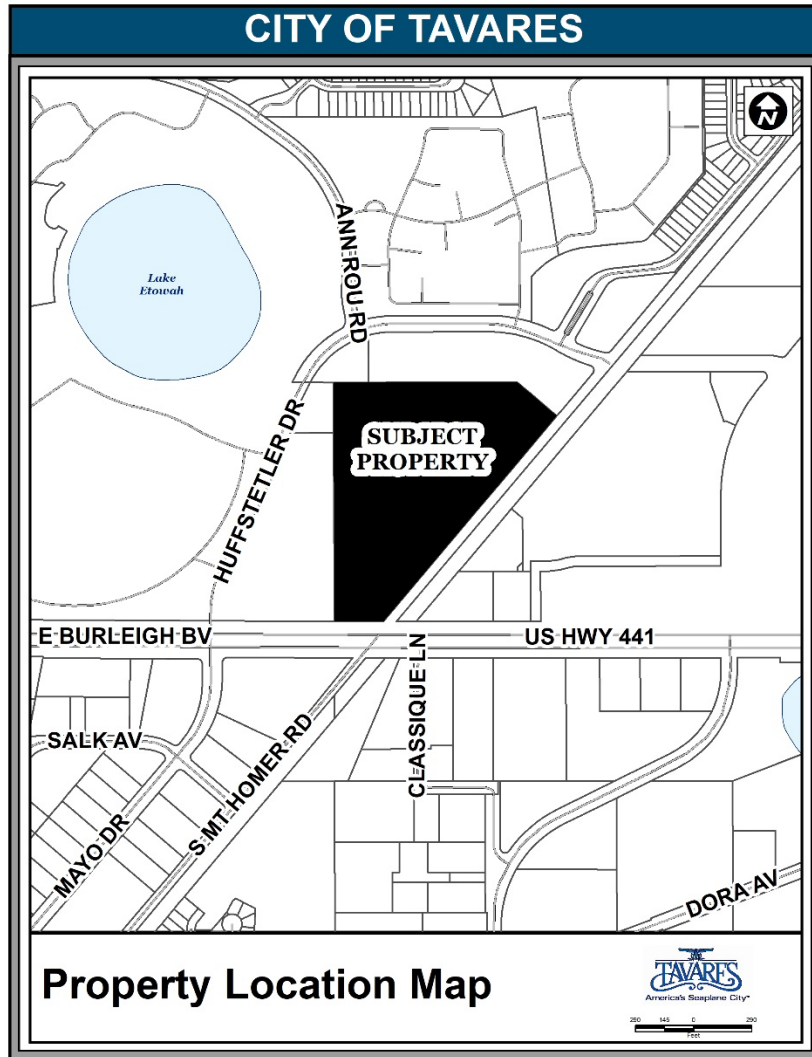 CITY OF TAVARES
N
ANN ROU RD
Lake
Etowah
SUBJECT
PROPERTY
HUFFSTETLER DR
E BURLEIGH BV
US HWY 441
CLASSIQUE LN
SALK AV
S MT HOMER RD
MAYO DR
DORA AV
Property Location Map
TAVARES
America's Seaplane City
290 145 0 290
Feet